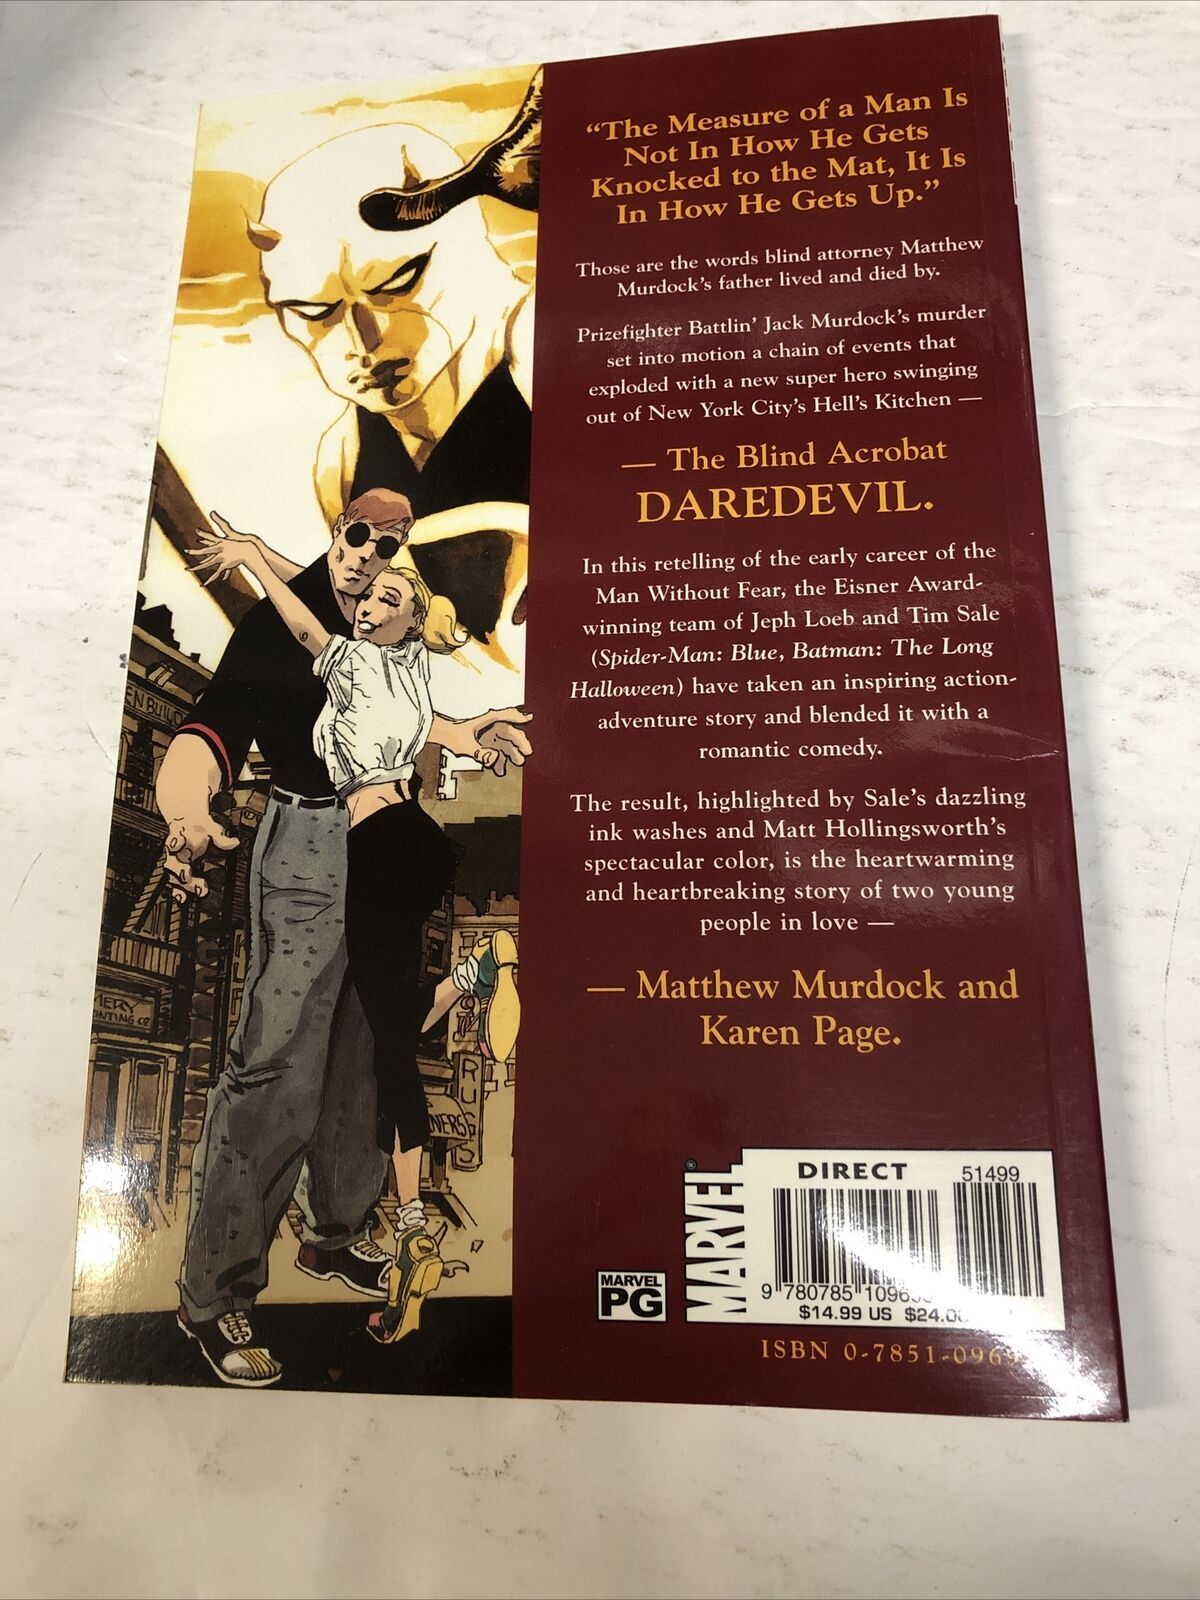 “The Measure of a Man Is
Not In How He Gets
Knocked to the Mat, It Is
In How He Gets Up.”
Those are the words blind attorney Matthew
Murdock’s father lived and died by.
Prizefighter Battlin’ Jack Murdock’s murder
set into motion a chain of events that
exploded with a new super hero swinging
out of New York City’s Hell’s Kitchen —
— The Blind Acrobat
DAREDEVIL.
In this retelling of the early career of the
Man Without Fear, the Eisner Award-
winning team of Jeph Loeb and Tim Sale
(Spider-Man: Blue, Batman: The Long
Halloween) have taken an inspiring action-
adventure story and blended it with a
romantic comedy.
The result, highlighted by Sale’s dazzling
ink washes and Matt Hollingsworth’s
spectacular color, is the heartwarming
and heartbreaking story of two young
people in love —
— Matthew Murdock and
Karen Page.
MARVEL
PG
MARVEL
DIRECT
51499
9 780785
$14.99 US
ISBN